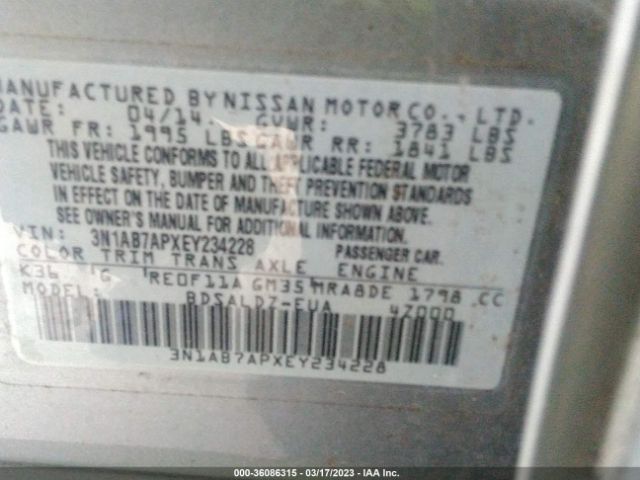 MANUFACTURED BY NISSAN MOTOR CO., LTD.
DATE: 04/14 GVWR: 3783 LBS
GAWR FR: 1995 LBS GAWR RR: 1841 LBS
THIS VEHICLE CONFORMS TO ALL APPLICABLE FEDERAL MOTOR
VEHICLE SAFETY, BUMPER AND THEFT PREVENTION STANDARDS
IN EFFECT ON THE DATE OF MANUFACTURE SHOWN ABOVE.
SEE OWNER'S MANUAL FOR ADDITIONAL INFORMATION
VIN: 3N1AB7APXEY234228 PASSENGER CAR.
COLOR TRIM TRANS AXLE ENGINE
K36 G RE0F11A GM35 MRA8DE 1798 CC
BDSALDZ-EUA 4Z000
3N1AB7APXEY234228
000-36086315 - 03/17/2023 - IAA Inc.